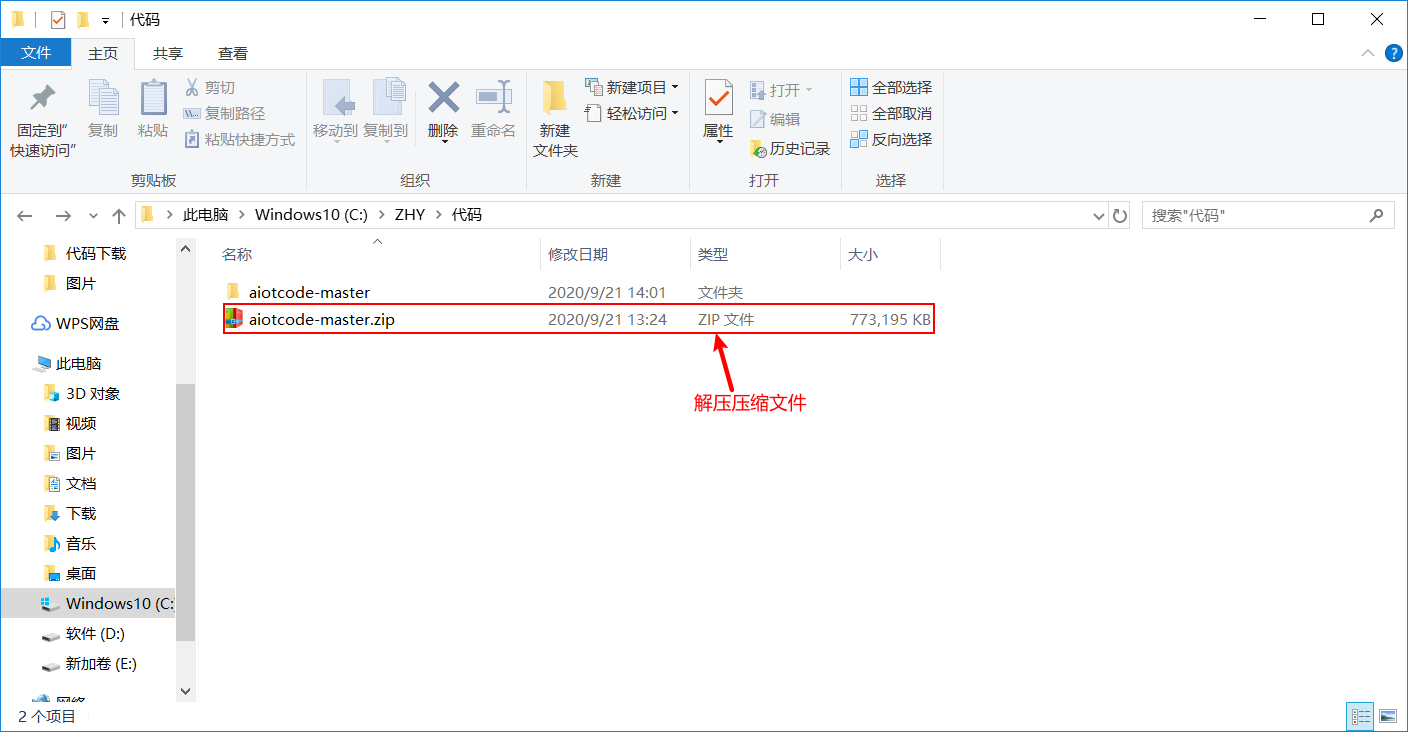 代码
文件 主页 共享 查看
固定到"
快速访问"
复制
粘贴
剪切
复制路径
粘贴快捷方式
剪贴板
移动到
复制到
删除
重命名
组织
新建
文件夹
新建项目
轻松访问
新建
属性
打开
编辑
历史记录
打开
全部选择
全部取消
反向选择
选择
此电脑 > Windows10 (C:) > ZHY > 代码
搜索"代码"
代码下载
图片
WPS网盘
此电脑
3D 对象
视频
图片
文档
下载
音乐
桌面
Windows10 (C:
软件 (D:)
新加卷 (E:)
网络
名称 修改日期 类型 大小
aiotcode-master 2020/9/21 14:01 文件夹
aiotcode-master.zip 2020/9/21 13:24 ZIP 文件 773,195 KB
解压压缩文件
2 个项目